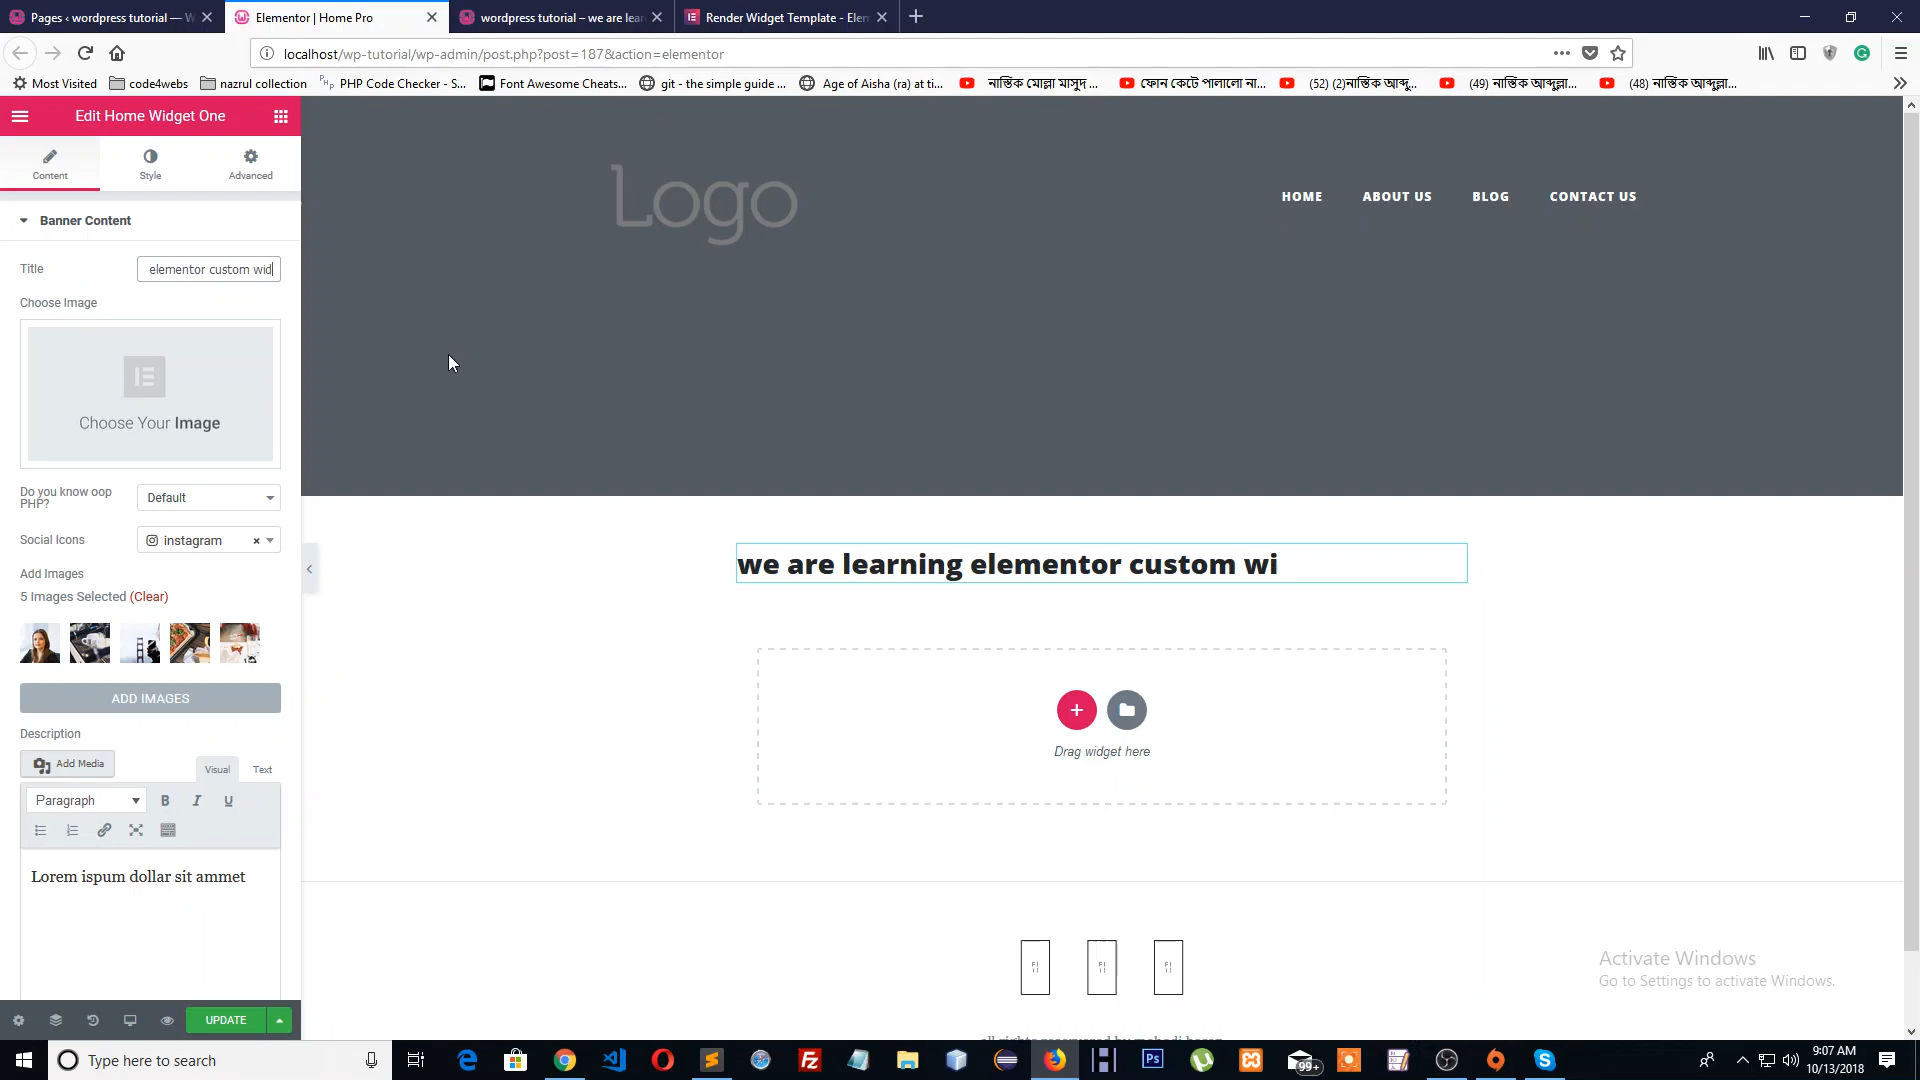 Pages ‹ wordpress tutorial — W
Elementor | Home Pro
wordpress tutorial – we are lea
Render Widget Template - Elem
localhost/wp-tutorial/wp-admin/post.php?post=187&action=elementor
Most Visited
code4webs
nazrul collection
PHP Code Checker - S...
Font Awesome Cheats...
git - the simple guide ...
Age of Aisha (ra) at ti...
নাস্তিক মোল্লা মাসুদ ...
ফোন কেটে পালালো না...
(52) (2)নাস্তিক আব্দু...
(49) নাস্তিক আব্দুল্লা...
(48) নাস্তিক আব্দুল্লা...
Edit Home Widget One
Content
Style
Advanced
Banner Content
Title
elementor custom wid
Choose Image
Choose Your Image
Do you know oop
PHP?
Default
Social Icons
instagram
Add Images
5 Images Selected (Clear)
ADD IMAGES
Description
Add Media
Visual
Text
Paragraph
B I U
Lorem ispum dollar sit ammet
UPDATE
Logo
HOME
ABOUT US
BLOG
CONTACT US
we are learning elementor custom wi
Drag widget here
Activate Windows
Go to Settings to activate Windows.
Type here to search
99+
9:07 AM
10/13/2018